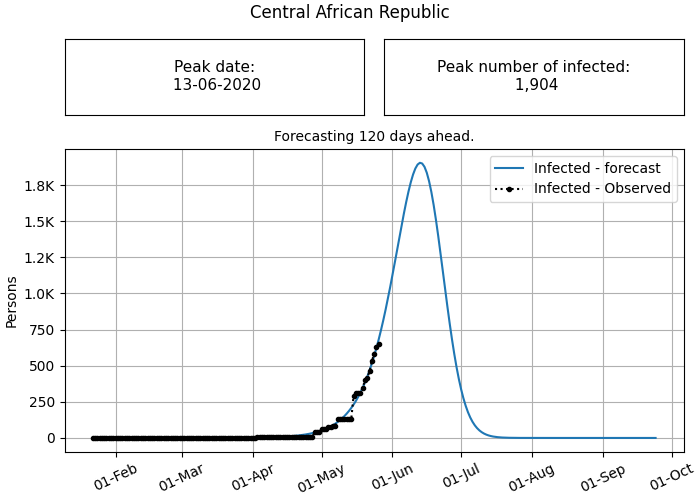 Central African Republic
Peak date:
13-06-2020
Peak number of infected:
1,904
Forecasting 120 days ahead.
Infected - forecast
Infected - Observed
Persons
1.8K
1.5K
1.2K
1.0K
750
500
250
0
01-Feb
01-Mar
01-Apr
01-May
01-Jun
01-Jul
01-Aug
01-Sep
01-Oct